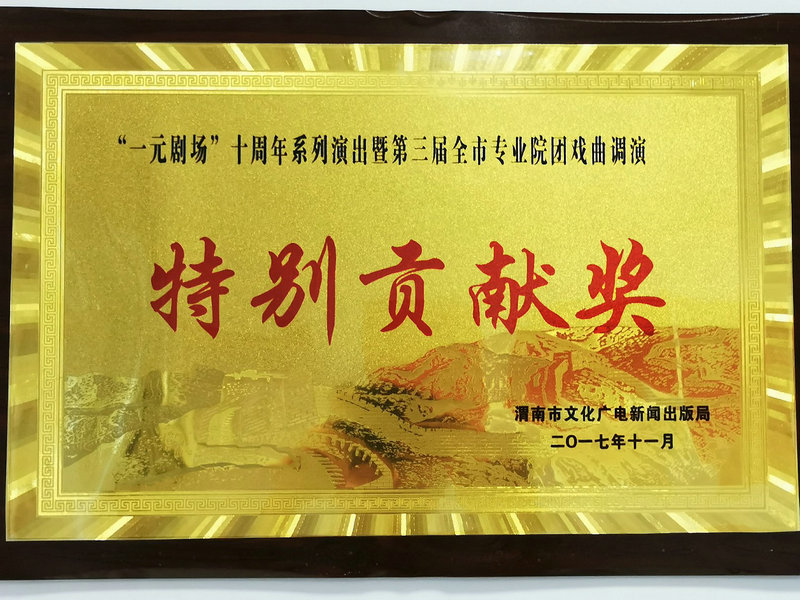 “一元剧场”十周年系列演出暨第三届全市专业院团戏曲调演
特别贡献奖
渭南市文化广电新闻出版局
二〇一七年十一月